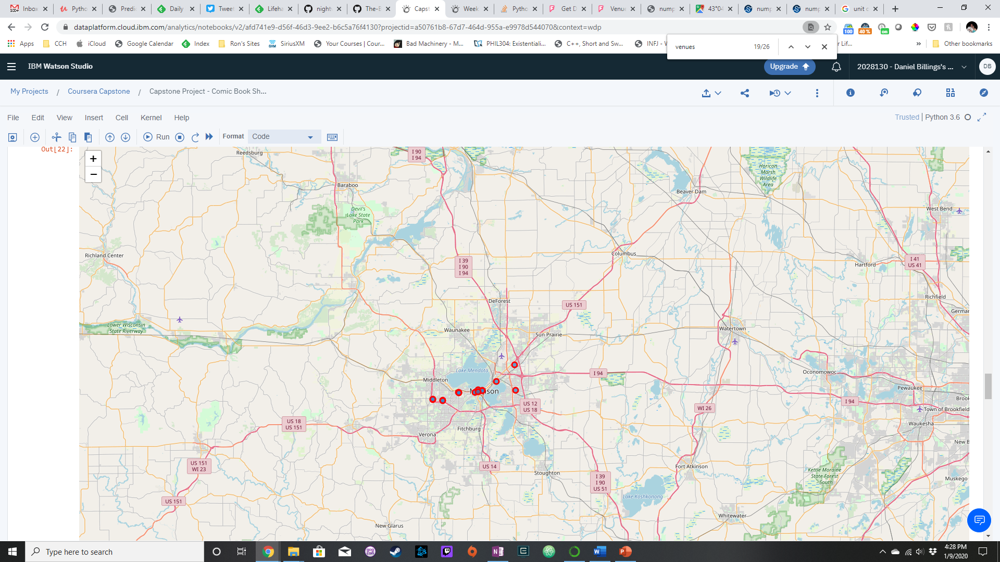 Inbox
Pytho
Predic
Daily
Tweet
Lifeha
night
The-E
Capst
Week
Pytho
Get D
Venue
nump
43°04
nump
nump
unit c
dataplatform.cloud.ibm.com/analytics/notebooks/v2/afd741e9-d56f-46d3-9ee2-b6c5a76f4130?projectid=a50761b8-67d7-464d-955a-e9978d544070&context=wdp
100
40 %
on
Apps
CCH
iCloud
Google Calendar
Index
Ron's Sites
SiriusXM
Your Courses | Cour...
Bad Machinery - M...
PHIL304: Existentiali...
C++, Short and Sw...
INFJ - W
r Lif...
»
Other bookmarks
venues
19/26
IBM Watson Studio
Upgrade
2028130 - Daniel Billings's ...
DB
My Projects / Coursera Capstone / Capstone Project - Comic Book Sh...
File
Edit
View
Insert
Cell
Kernel
Help
Trusted
Python 3.6
Run
Format
Code
Out[22]:
+
−
Reedsburg
I 90
I 94
Horicon
Marsh
Wildlife
Area
Baraboo
Beaver Dam
Devil's
Lake State
Park
West Bend
Richland Center
Columbus
I 39
I 90
I 94
Hartford
I 41
US 41
Richfield
DeForest
US 151
German
Lower Wisconsin
State Riverway
Waunakee
Sun Prairie
Watertown
Lake Mendota
Middleton
I 94
Oconomowoc
Pewaukee
M ison
Brook
US 12
US 18
I 94
WI 26
Town of Brookfield
Waukesha
US 18
US 151
Fitchburg
Verona
New B
US 151
WI 23
US 14
Fort Atkinson
Stoughton
Kettle Moraine
State Forest
South
I 39
I 90
US 51
Muskego
Lake Koshkonong
US 151
Whitewater
New Glarus
Type here to search
4:28 PM
1/9/2020